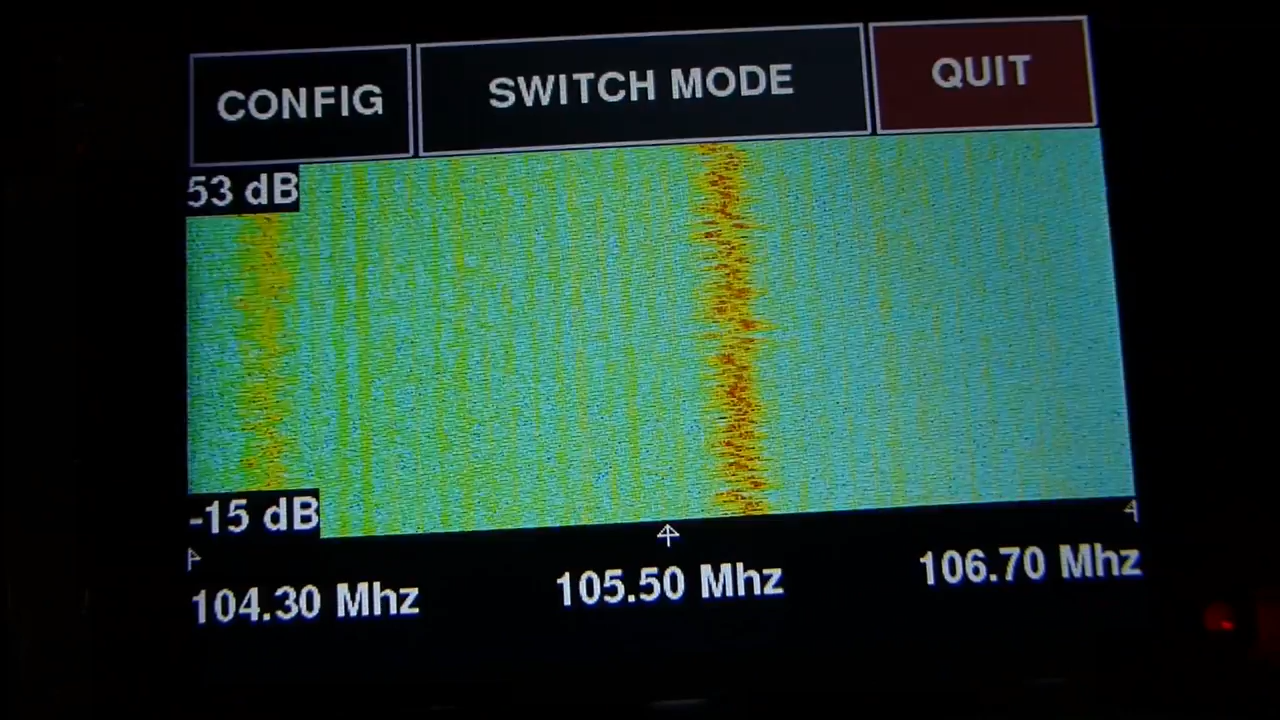 CONFIG SWITCH MODE QUIT
53 dB
-15 dB
104.30 Mhz 105.50 Mhz 106.70 Mhz